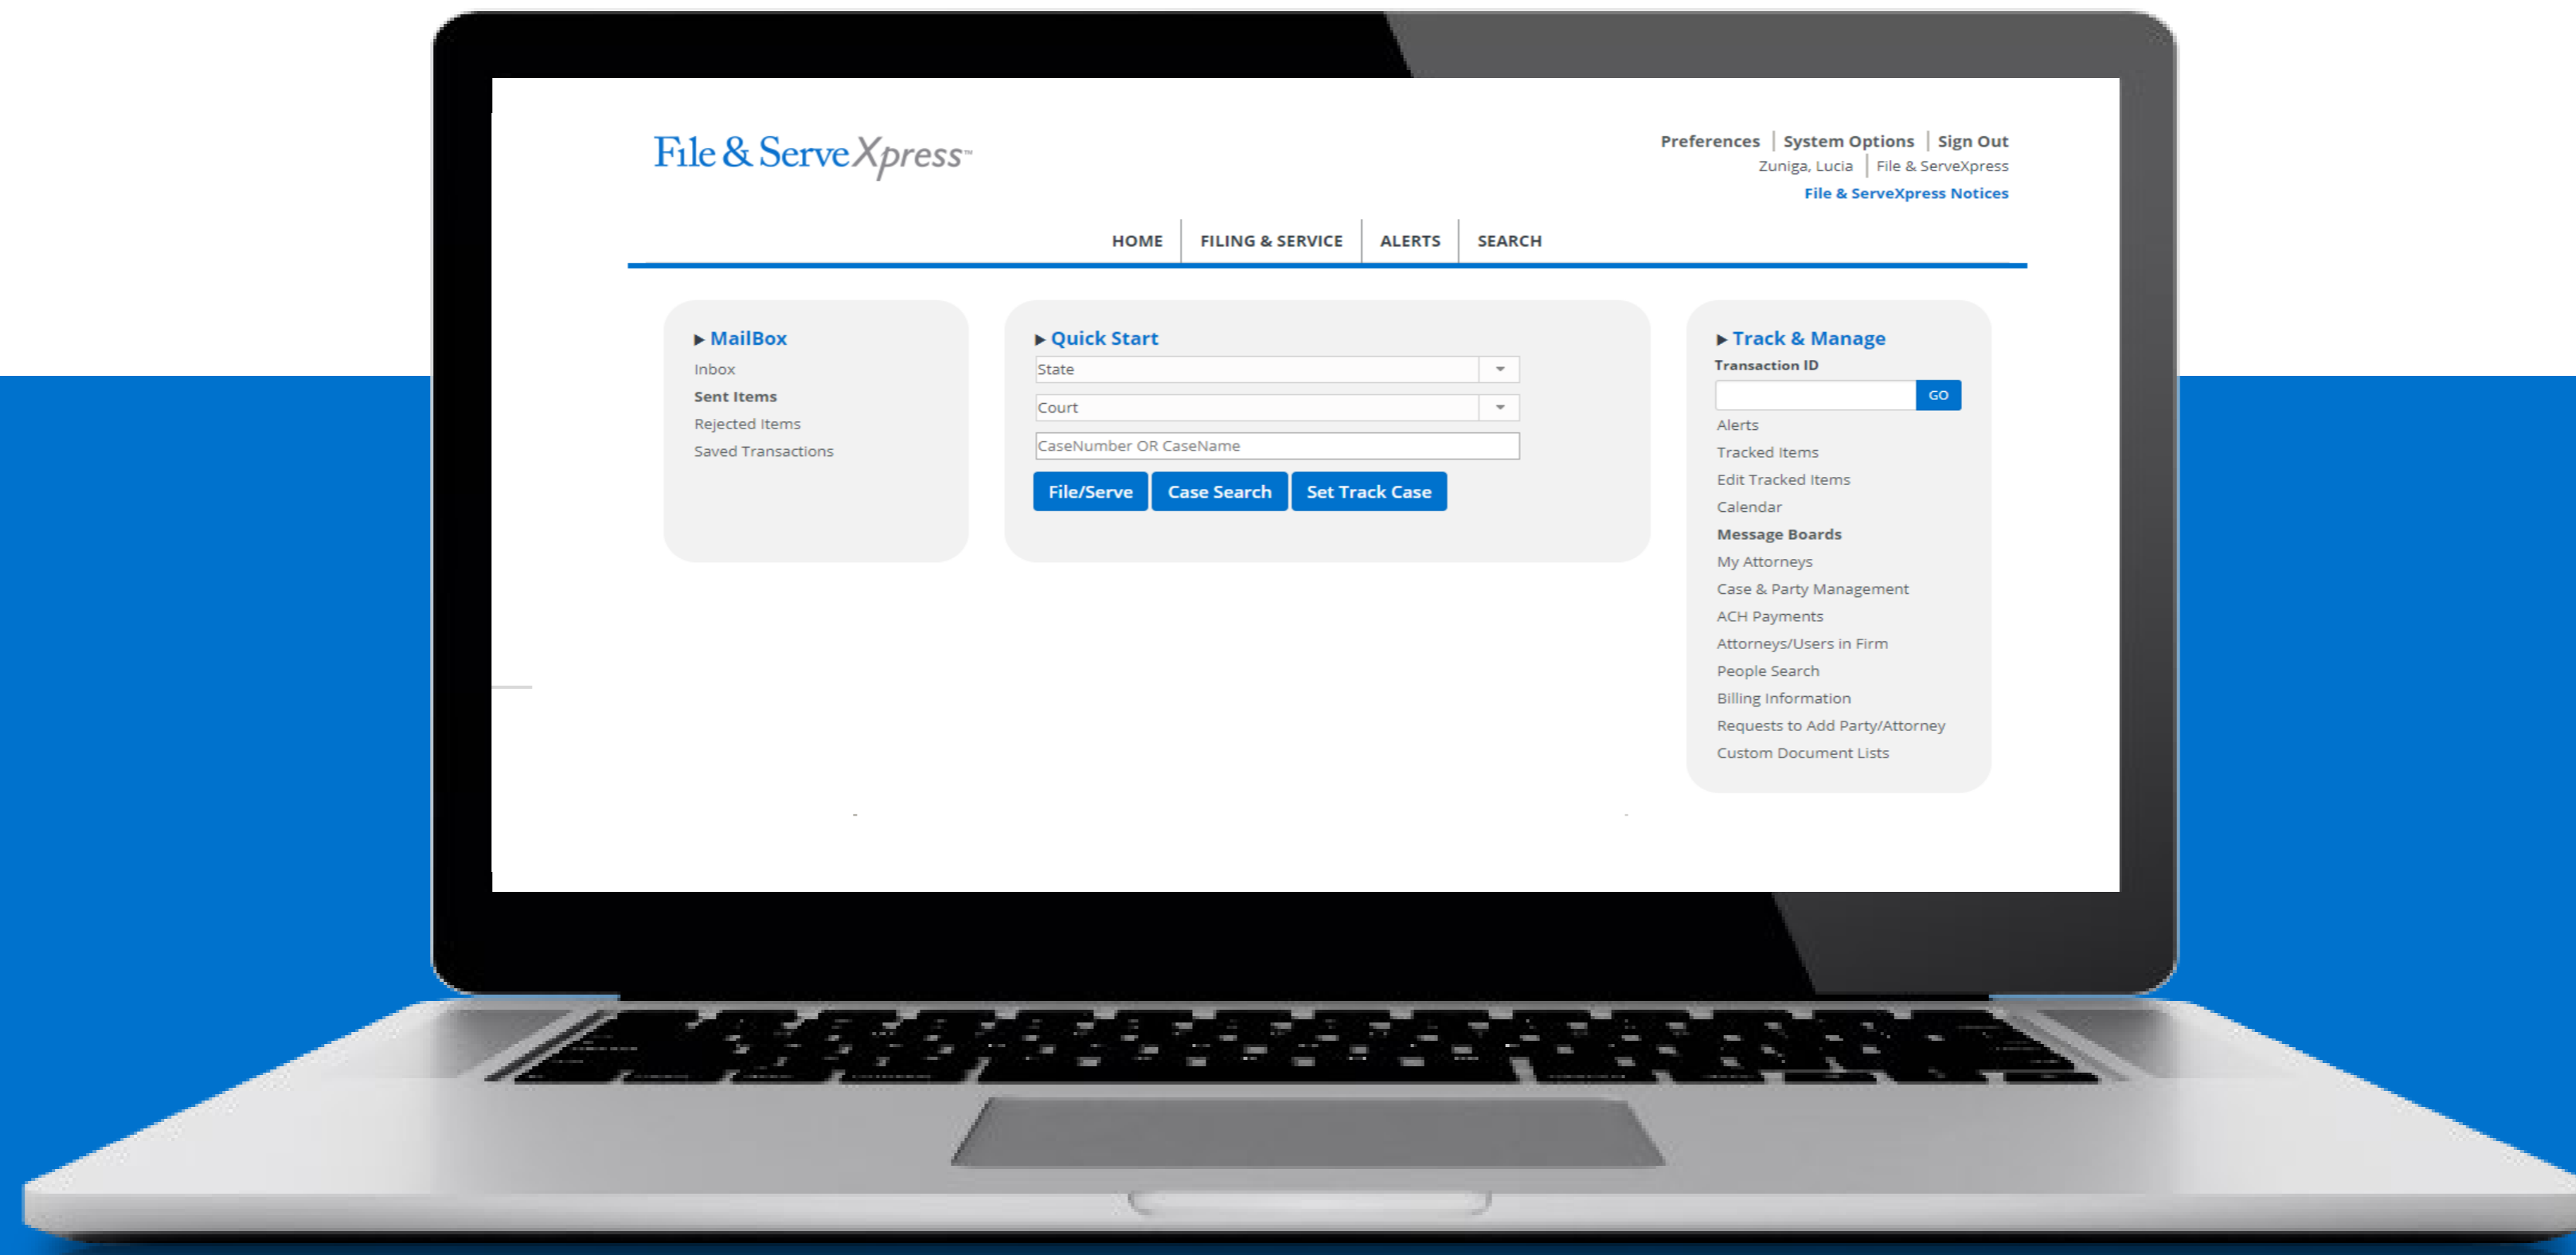 File & ServeXpress™
Preferences | System Options | Sign Out
Zuniga, Lucia | File & ServeXpress
File & ServeXpress Notices
HOME | FILING & SERVICE | ALERTS | SEARCH
MailBox
Inbox
Sent Items
Rejected Items
Saved Transactions
Quick Start
State
Court
CaseNumber OR CaseName
File/Serve Case Search Set Track Case
Track & Manage
Transaction ID
GO
Alerts
Tracked Items
Edit Tracked Items
Calendar
Message Boards
My Attorneys
Case & Party Management
ACH Payments
Attorneys/Users in Firm
People Search
Billing Information
Requests to Add Party/Attorney
Custom Document Lists